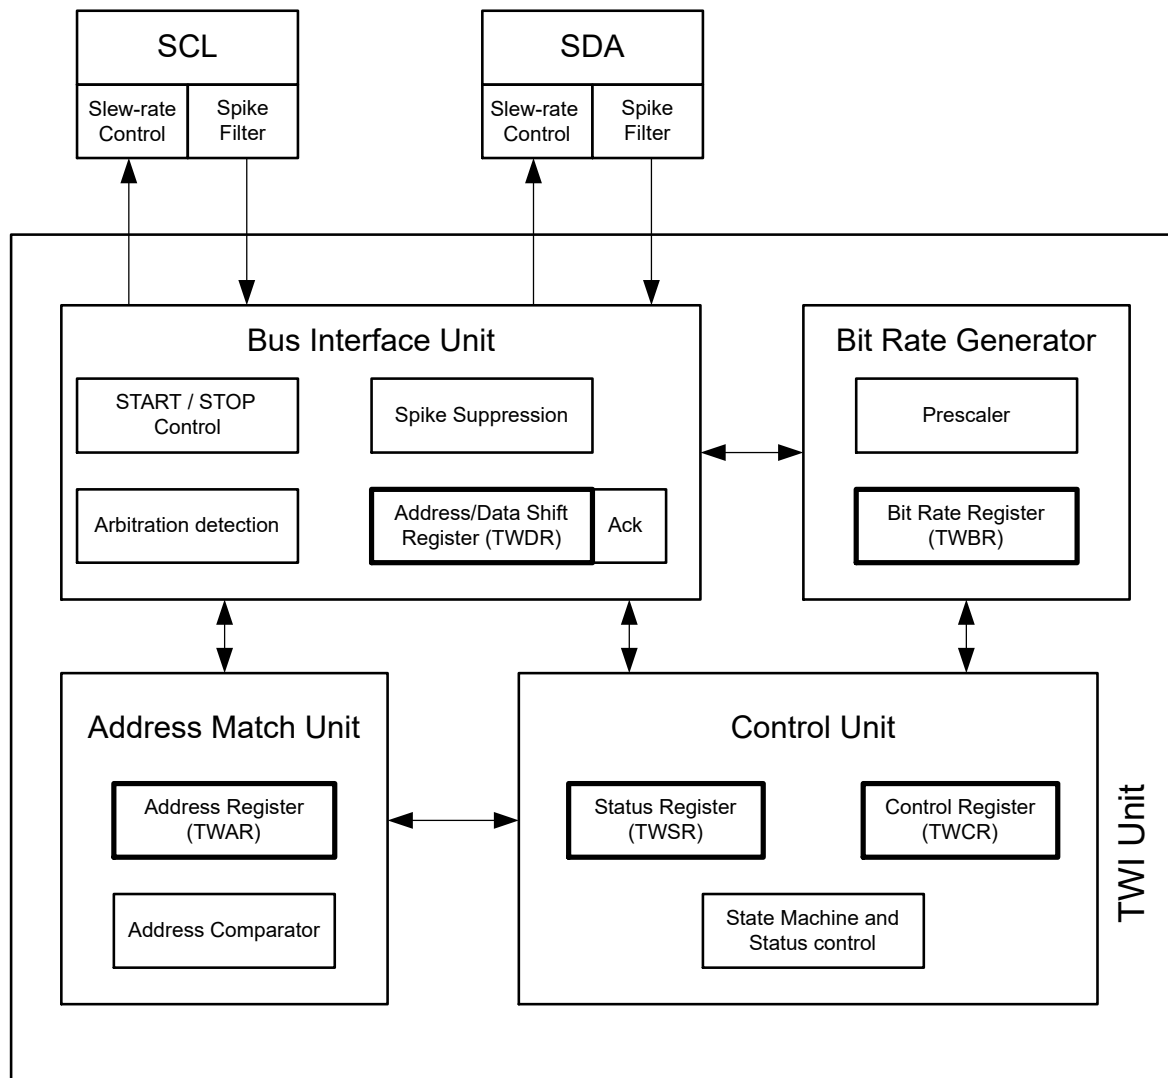 SCL
Slew-rate
Control
Spike
Filter
SDA
Slew-rate
Control
Spike
Filter
Bus Interface Unit
START / STOP
Control
Spike Suppression
Arbitration detection
Address/Data Shift
Register (TWDR)
Ack
Bit Rate Generator
Prescaler
Bit Rate Register
(TWBR)
Address Match Unit
Address Register
(TWAR)
Address Comparator
Control Unit
Status Register
(TWSR)
Control Register
(TWCR)
State Machine and
Status control
TWI Unit